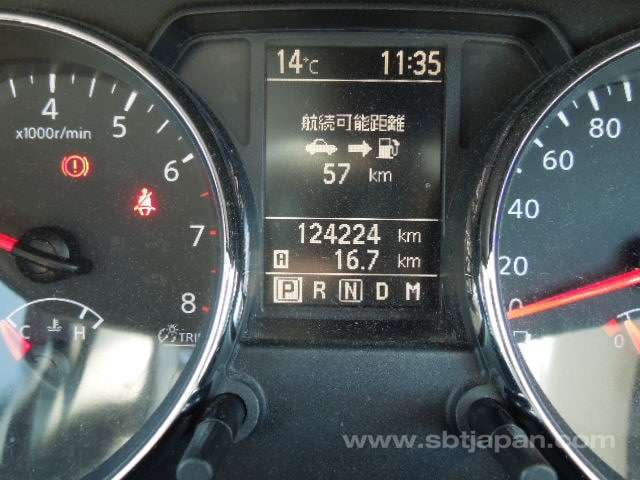 14°C 11:35
航続可能距離
57 km
124224 km
A 16.7 km
P R N D M
4
5
x1000r/min
6
7
8
C H
TRIP
80
60
40
20
0
0
www.sbtjapan.com